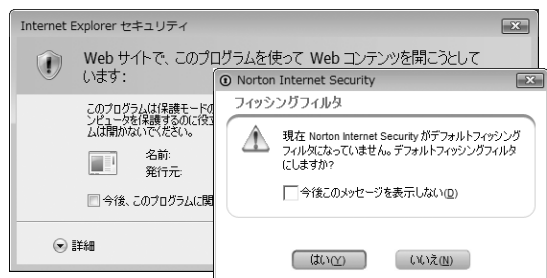 Internet Explorer セキュリティ
Web サイトで、このプログラムを使って Web コンテンツを開こうとして
います:
このプログラムは保護モードの
ンピュータを保護するのに役立
ムは開かないでください。
名前:
発行元:
今後、このプログラムに関
詳細
Norton Internet Security
フィッシングフィルタ
現在 Norton Internet Security がデフォルトフィッシング
フィルタになっていません。デフォルトフィッシングフィルタ
にしますか?
今後このメッセージを表示しない(D)
はい(Y)
いいえ(N)